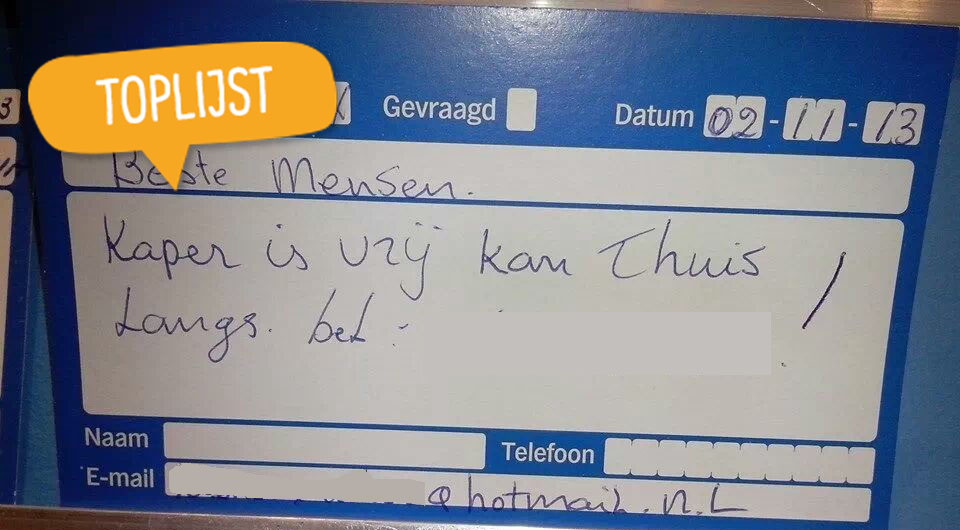 TOPLIJST
X Gevraagd Datum 02-11-13
Beste Mensen.
Kaper is vrij kan Thuis
Langs. bel: /
Naam Telefoon
E-mail @hotmail.n.L
3